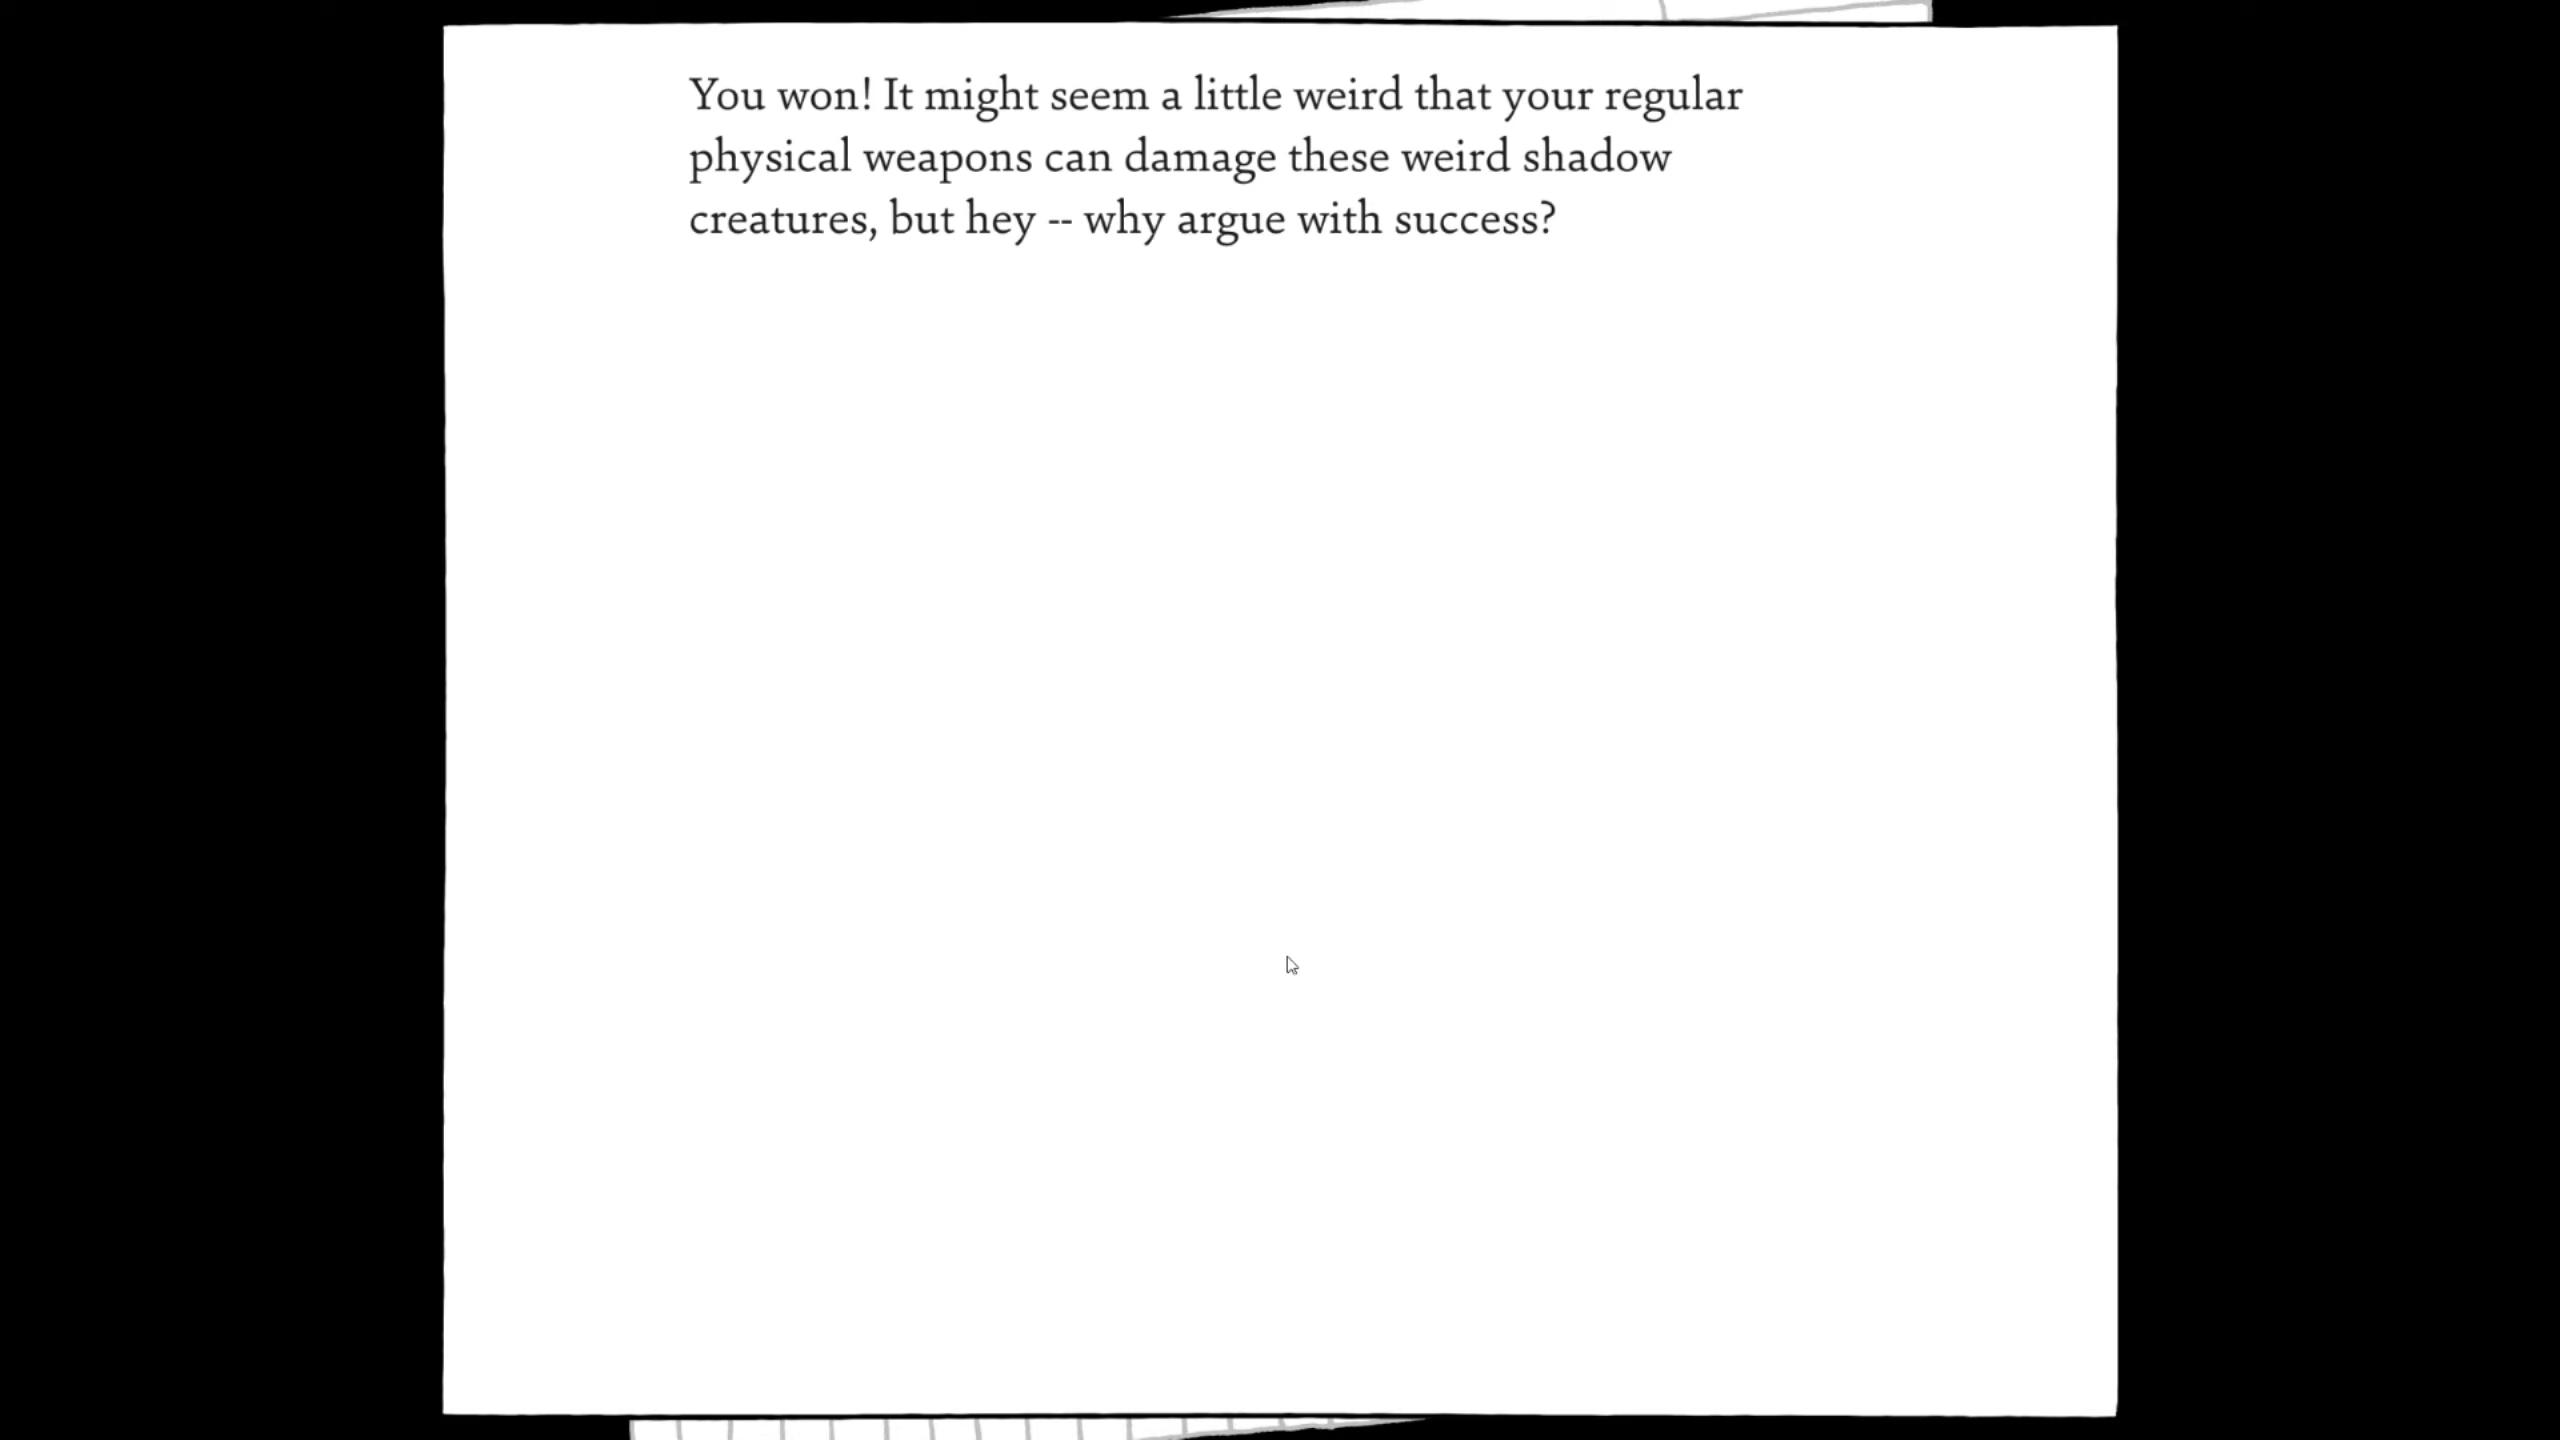 You won! It might seem a little weird that your regular
physical weapons can damage these weird shadow
creatures, but hey -- why argue with success?